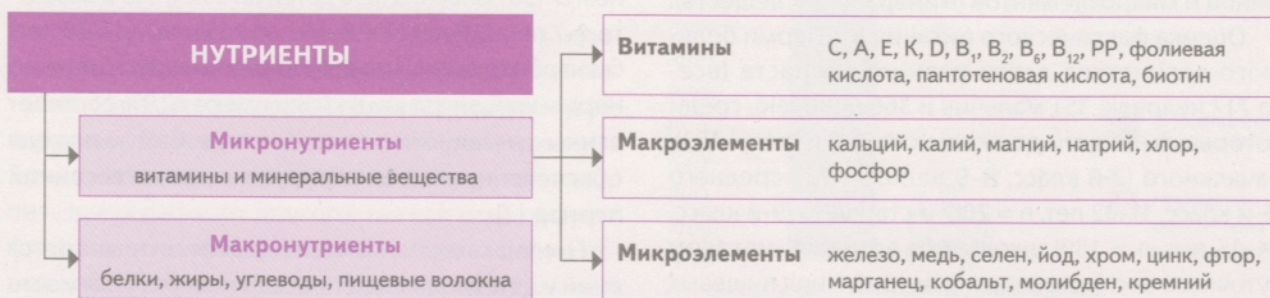 НУТРИЕНТЫ
Микронутриенты
витамины и минеральные вещества
Макронутриенты
белки, жиры, углеводы, пищевые волокна
Витамины
C, A, E, K, D, B₁, B₂, B₆, B₁₂, PP, фолиевая
кислота, пантотеновая кислота, биотин
Макроэлементы
кальций, калий, магний, натрий, хлор,
фосфор
Микроэлементы
железо, медь, селен, йод, хром, цинк, фтор,
марганец, кобальт, молибден, кремний